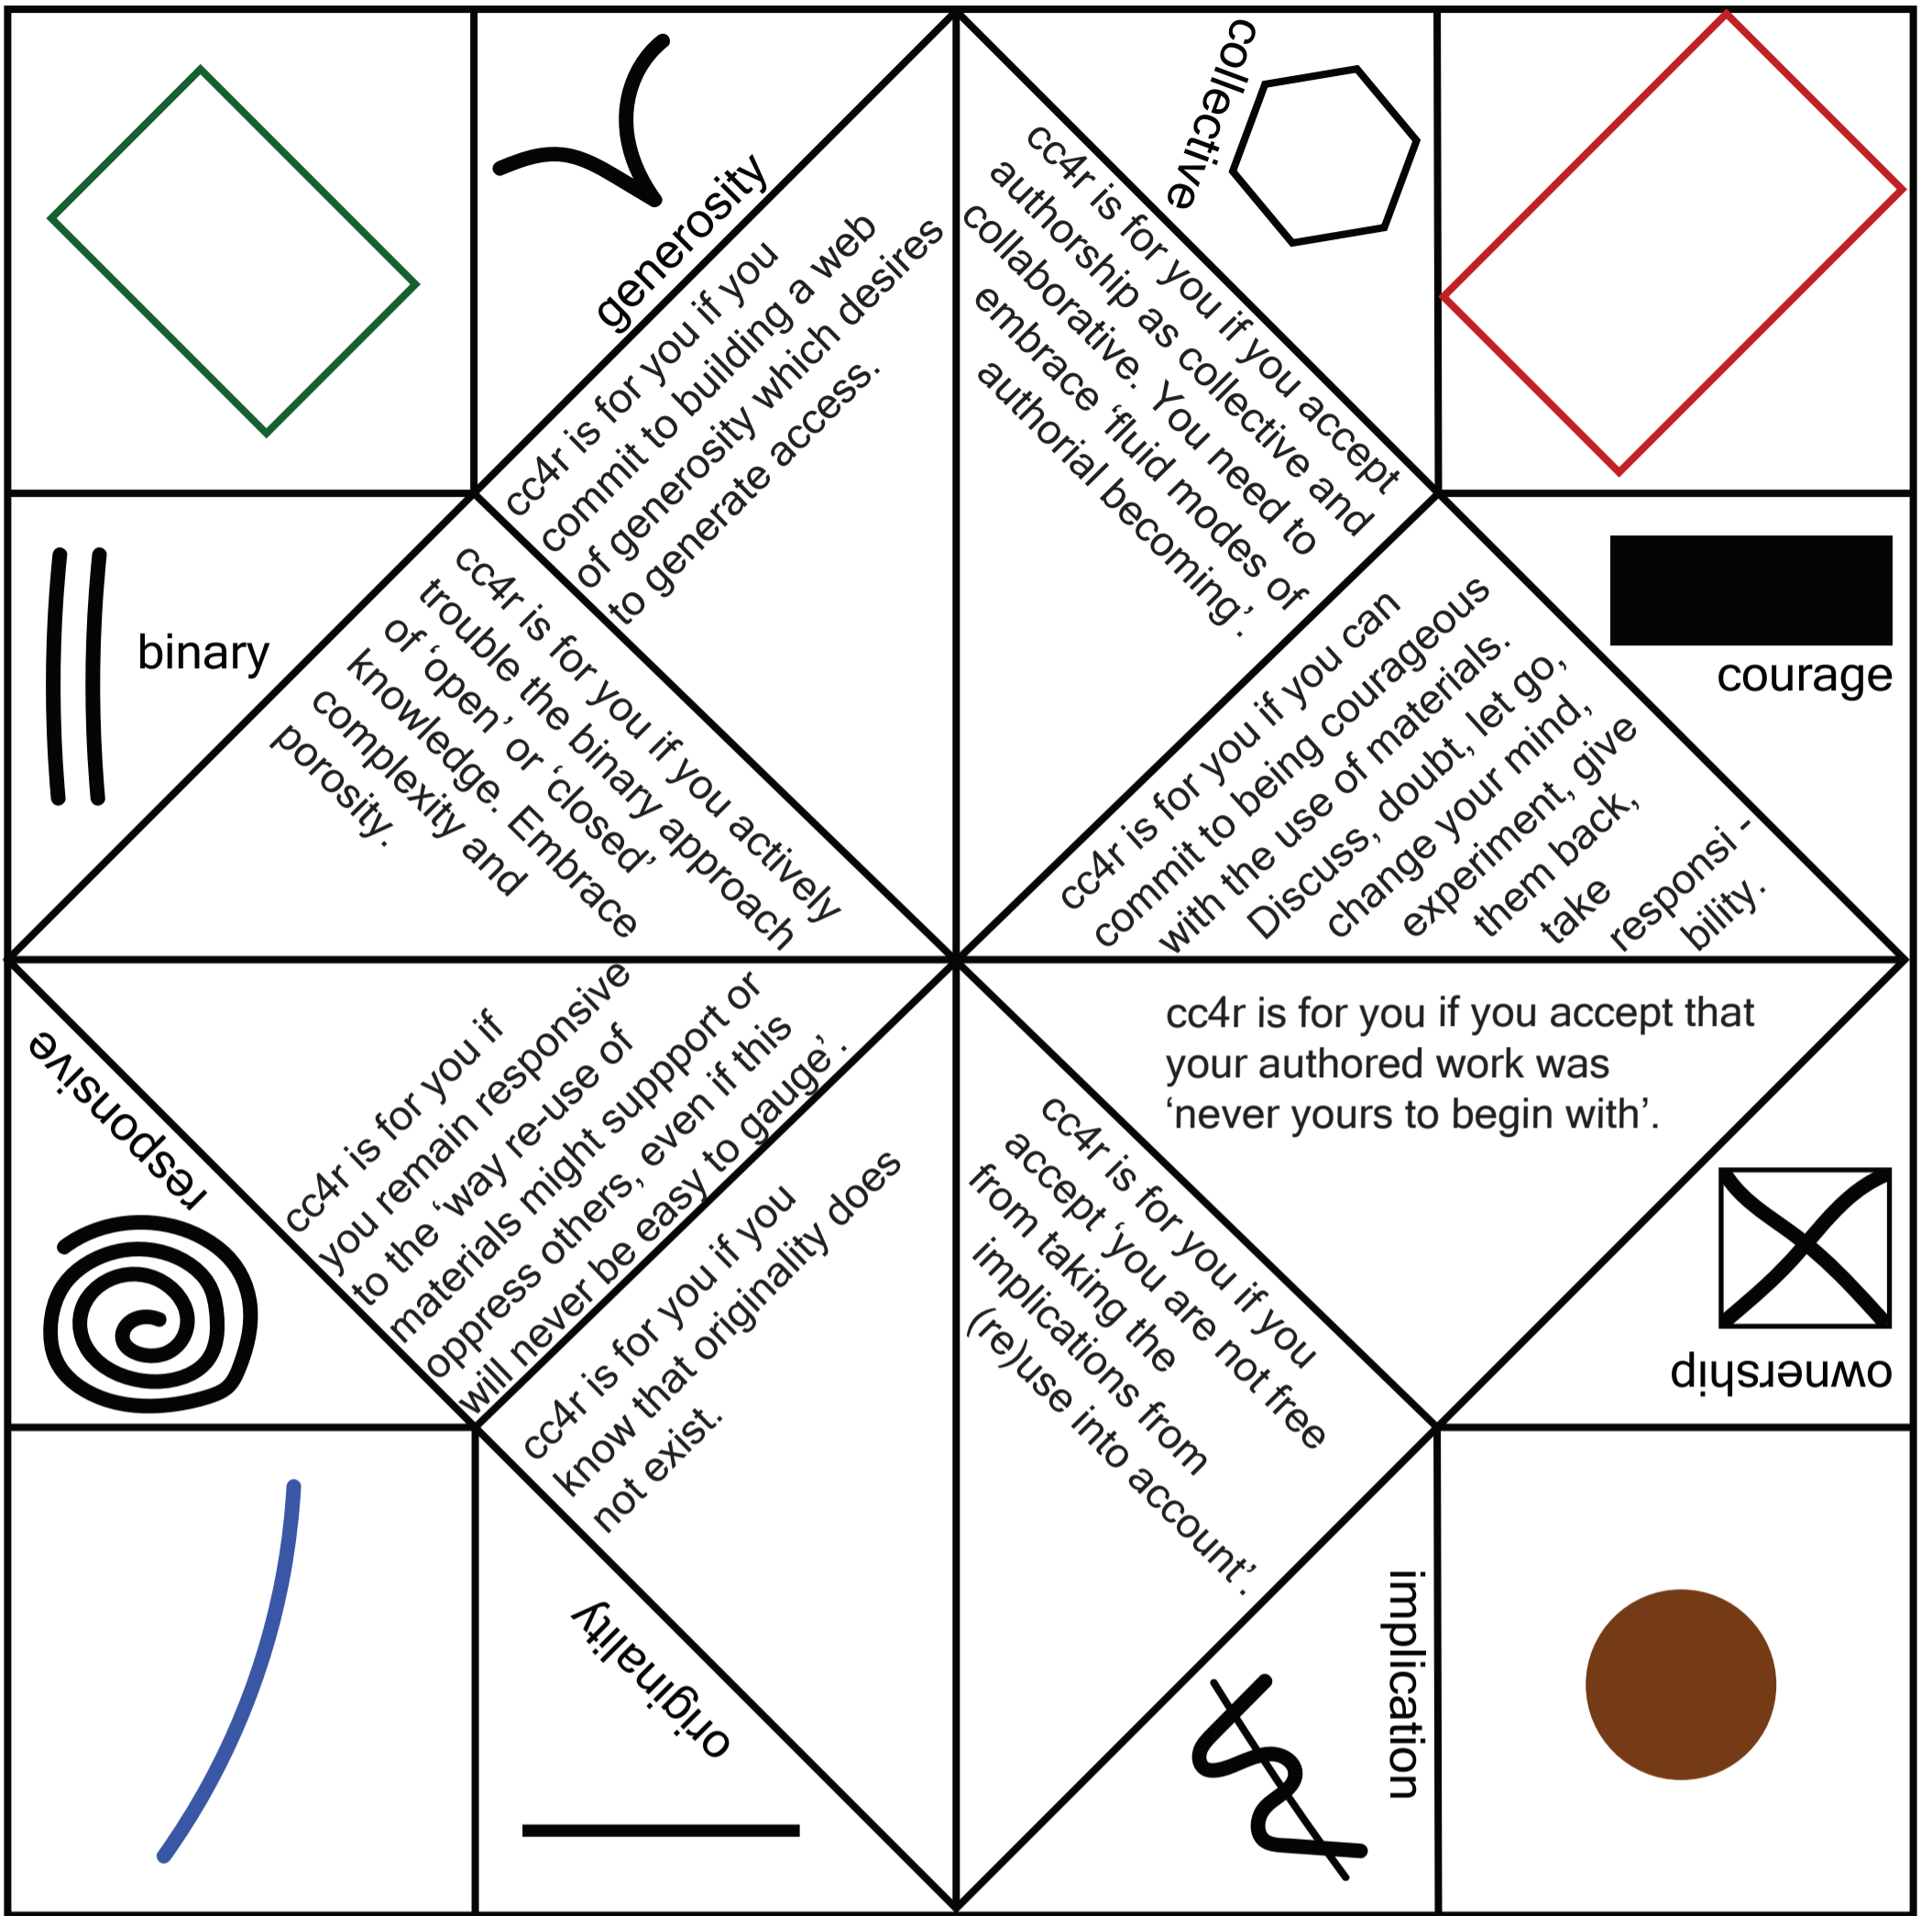 generosity
cc4r is for you if you
commit to building a web
of generosity which desires
to generate access.
collective
cc4r is for you if you accept
authorship as collective and
collaborative. You need to
embrace ‘fluid modes of
authorial becoming’.
binary
cc4r is for you if you actively
trouble the binary approach
of ‘open’ or ‘closed’
knowledge. Embrace
complexity and
porosity.
courage
cc4r is for you if you can
commit to being courageous
with the use of materials.
Discuss, doubt, let go,
change your mind,
experiment, give
them back,
take
responsi -
bility.
responsive
cc4r is for you if
you remain responsive
to the ‘way re-use of
materials might suppport or
oppress others, even if this
will never be easy to gauge’.
ownership
cc4r is for you if you accept that
your authored work was
‘never yours to begin with’.
originality
cc4r is for you if you
know that originality does
not exist.
implication
cc4r is for you if you
accept ‘you are not free
from taking the
implications from
(re)use into account’.